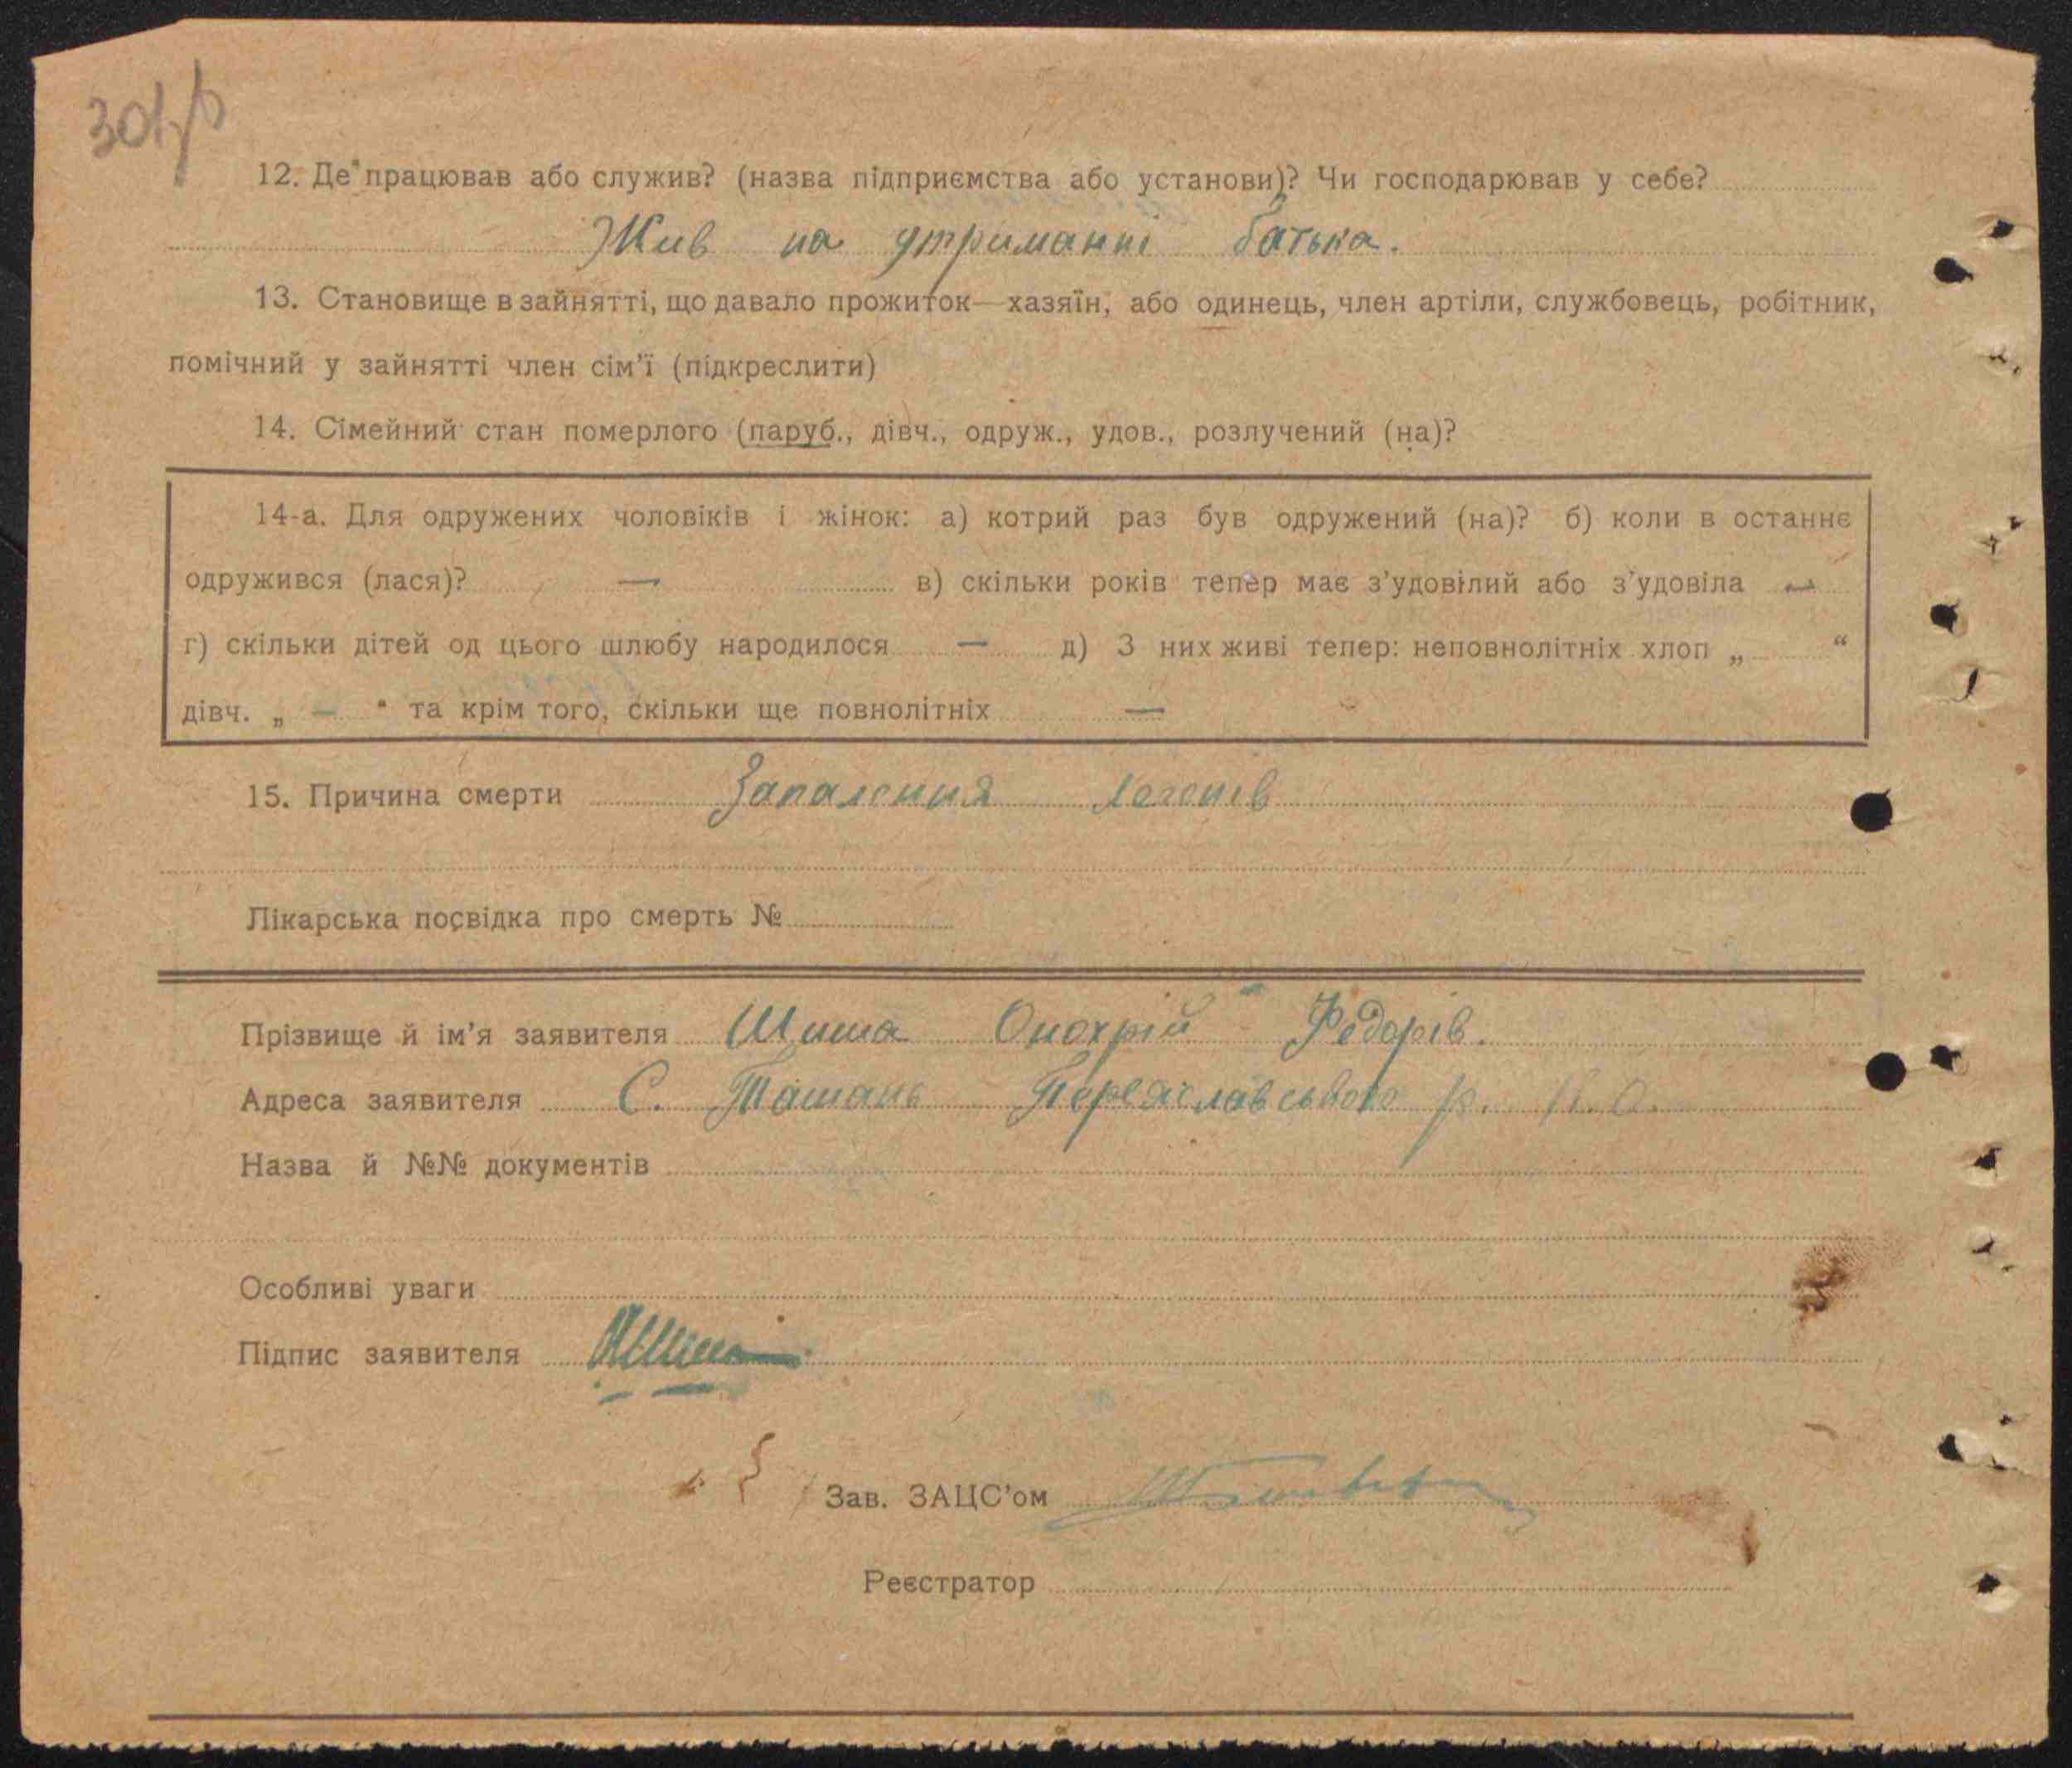 12. Де працював або служив? (назва підприємства або установи)? Чи господарював у себе?
Жив на утриманні батька.
13. Становище в зайнятті, що давало прожиток—хазяїн, або одинець, член артіли, службовець, робітник,
помічний у зайнятті член сім'ї (підкреслити)
14. Сімейний стан померлого (паруб., дівч., одруж., удов., розлучений (на)?
14-а. Для одружених чоловіків і жінок: а) котрий раз був одружений (на)? б) коли в останнє
одружився (лася)? — в) скільки років тепер має з'удовілий або з'удовіла —
г) скільки дітей од цього шлюбу народилося — д) З них живі тепер: неповнолітніх хлоп „ “
дівч. „ — “ та крім того, скільки ще повнолітніх —
15. Причина смерти Запалення легенів
Лікарська посвідка про смерть №
Прізвище й ім'я заявителя Шиша Онохрій Федорів.
Адреса заявителя С. Ташань Переяславського р. К. О.
Назва й №№ документів
Особливі уваги
Підпис заявителя
Зав. ЗАЦС'ом
Реєстратор